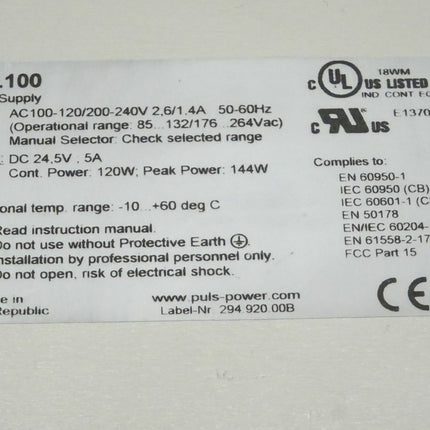 .100
Supply
AC100-120/200-240V 2,6/1,4A 50-60Hz
(Operational range: 85...132/176...264Vac)
Manual Selector: Check selected range
: DC 24,5V , 5A
Cont. Power: 120W; Peak Power: 144W
onal temp. range: -10...+60 deg C
Read instruction manual.
Do not use without Protective Earth
nstallation by professional personnel only.
Do not open, risk of electrical shock.
e in
Republic
www.puls-power.com
Label-Nr 294 920.00B
18WM
C UL US LISTED
IND CONT EQ
C RU US
E1370
Complies to:
EN 60950-1
IEC 60950 (CB)
IEC 60601-1 (C
EN 50178
EN/IEC 60204-
EN 61558-2-17
FCC Part 15
CE